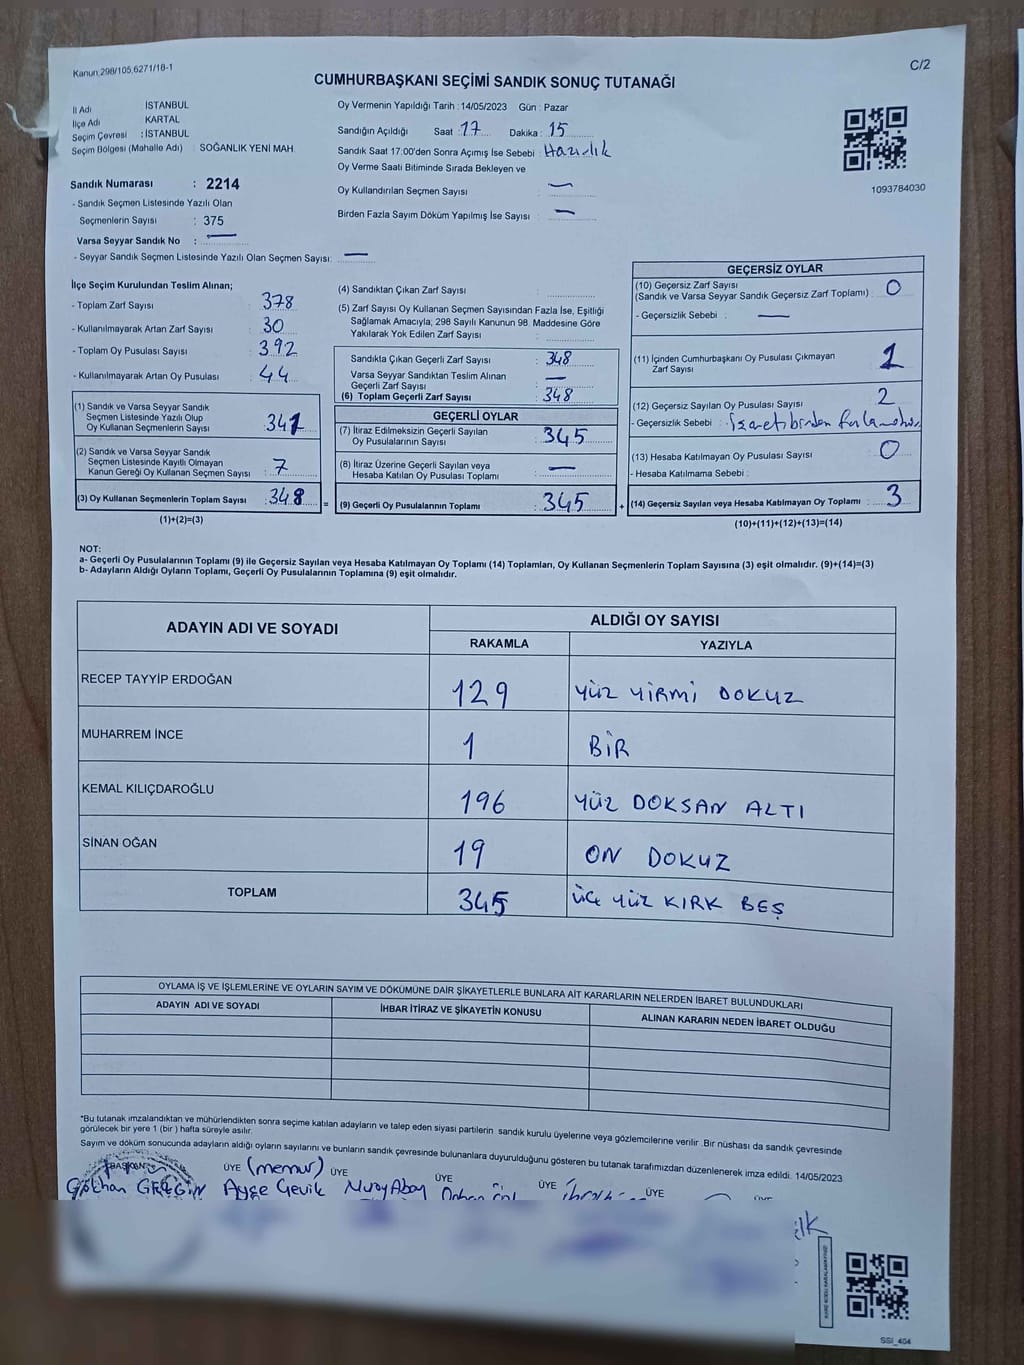 Kanun,298/105,6271/18-1
C/2
CUMHURBAŞKANI SEÇİMİ SANDIK SONUÇ TUTANAĞI
İl Adı İSTANBUL
İlçe Adı KARTAL
Seçim Çevresi : İSTANBUL
Seçim Bölgesi (Mahalle Adı) : SOĞANLIK YENİ MAH.
Sandık Numarası : 2214
- Sandık Seçmen Listesinde Yazılı Olan
Seçmenlerin Sayısı : 375
Varsa Seyyar Sandık No : —
- Seyyar Sandık Seçmen Listesinde Yazılı Olan Seçmen Sayısı: —
Oy Vermenin Yapıldığı Tarih : 14/05/2023 Gün : Pazar
Sandığın Açıldığı Saat : 17 Dakika : 15
Sandık Saat 17:00'den Sonra Açımış İse Sebebi : Hazırlık
Oy Verme Saati Bitiminde Sırada Bekleyen ve
Oy Kullandırılan Seçmen Sayısı : —
Birden Fazla Sayım Döküm Yapılmış İse Sayısı : —
1093784030
İlçe Seçim Kurulundan Teslim Alınan;
- Toplam Zarf Sayısı : 378
- Kullanılmayarak Artan Zarf Sayısı : 30
- Toplam Oy Pusulası Sayısı : 392
- Kullanılmayarak Artan Oy Pusulası : 44
(1) Sandık ve Varsa Seyyar Sandık
Seçmen Listesinde Yazılı Olup
Oy Kullanan Seçmenlerin Sayısı : 341
(2) Sandık ve Varsa Seyyar Sandık
Seçmen Listesinde Kayıtlı Olmayan
Kanun Gereği Oy Kullanan Seçmen Sayısı : 7
(3) Oy Kullanan Seçmenlerin Toplam Sayısı : 348
(1)+(2)=(3)
(4) Sandıktan Çıkan Zarf Sayısı :
(5) Zarf Sayısı Oy Kullanan Seçmen Sayısından Fazla İse, Eşitliği
Sağlamak Amacıyla; 298 Sayılı Kanunun 98. Maddesine Göre
Yakılarak Yok Edilen Zarf Sayısı :
Sandıkta Çıkan Geçerli Zarf Sayısı : 348
Varsa Seyyar Sandıktan Teslim Alınan
Geçerli Zarf Sayısı : —
(6) Toplam Geçerli Zarf Sayısı : 348
GEÇERLİ OYLAR
(7) İtiraz Edilmeksizin Geçerli Sayılan
Oy Pusulalarının Sayısı : 345
(8) İtiraz Üzerine Geçerli Sayılan veya
Hesaba Katılan Oy Pusulaları Toplamı : —
= (9) Geçerli Oy Pusulalarının Toplamı : 345
GEÇERSİZ OYLAR
(10) Geçersiz Zarf Sayısı
(Sandık ve Varsa Seyyar Sandık Geçersiz Zarf Toplamı) : 0
- Geçersizlik Sebebi : —
(11) İçinden Cumhurbaşkanı Oy Pusulası Çıkmayan
Zarf Sayısı : 1
(12) Geçersiz Sayılan Oy Pusulası Sayısı : 2
- Geçersizlik Sebebi :
(13) Hesaba Katılmayan Oy Pusulası Sayısı : 0
- Hesaba Katılmama Sebebi :
+ (14) Geçersiz Sayılan veya Hesaba Katılmayan Oy Toplamı : 3
(10)+(11)+(12)+(13)=(14)
NOT:
a- Geçerli Oy Pusulalarının Toplamı (9) ile Geçersiz Sayılan veya Hesaba Katılmayan Oy Toplamı (14) Toplamları, Oy Kullanan Seçmenlerin Toplam Sayısına (3) eşit olmalıdır. (9)+(14)=(3)
b- Adayların Aldığı Oyların Toplamı, Geçerli Oy Pusulalarının Toplamına (9) eşit olmalıdır.
ADAYIN ADI VE SOYADI ALDIĞI OY SAYISI
RAKAMLA YAZIYLA
RECEP TAYYİP ERDOĞAN 129 YÜZ YİRMİ DOKUZ
MUHARREM İNCE 1 BİR
KEMAL KILIÇDAROĞLU 196 YÜZ DOKSAN ALTI
SİNAN OĞAN 19 ON DOKUZ
TOPLAM 345 ÜÇ YÜZ KIRK BEŞ
OYLAMA İŞ VE İŞLEMLERİNE VE OYLARIN SAYIM VE DÖKÜMÜNE DAİR ŞİKAYETLERLE BUNLARA AİT KARARLARIN NELERDEN İBARET BULUNDUKLARI
ADAYIN ADI VE SOYADI İHBAR İTİRAZ VE ŞİKAYETİN KONUSU ALINAN KARARIN NEDEN İBARET OLDUĞU
*Bu tutanak imzalandıktan ve mühürlendikten sonra seçime katılan adayların ve talep eden siyasi partilerin sandık kurulu üyelerine veya gözlemcilerine verilir .Bir nüshası da sandık çevresinde
görülecek bir yere 1 (bir ) hafta süreyle asılır.
Sayım ve döküm sonucunda adayların aldığı oyların sayılarını ve bunların sandık çevresinde bulunanlara duyurulduğunu gösteren bu tutanak tarafımızdan düzenlenerek imza edildi. 14/05/2023
BAŞKAN ÜYE (memur) ÜYE ÜYE ÜYE ÜYE
Gökhan Ayşe Cevik
SSI_404